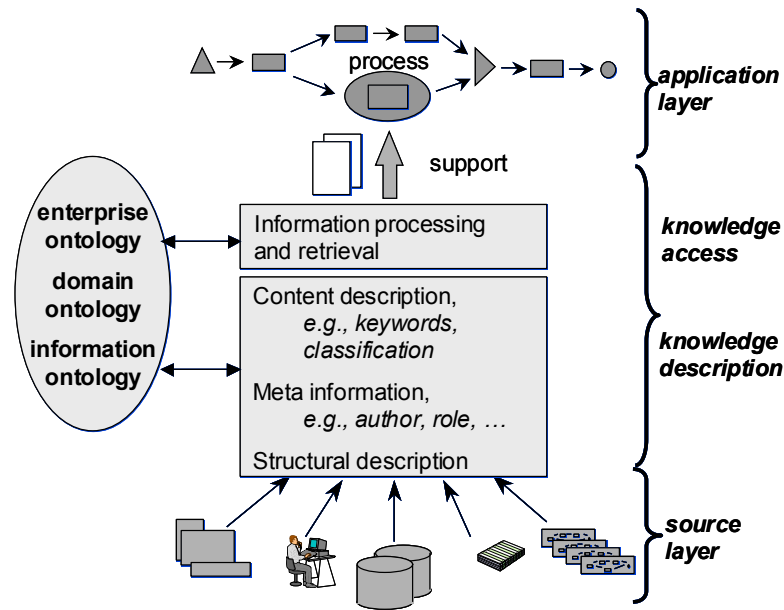 process
application
layer
support
enterprise
ontology
domain
ontology
information
ontology
Information processing
and retrieval
knowledge
access
Content description,
e.g., keywords,
classification
Meta information,
e.g., author, role, …
Structural description
knowledge
description
source
layer